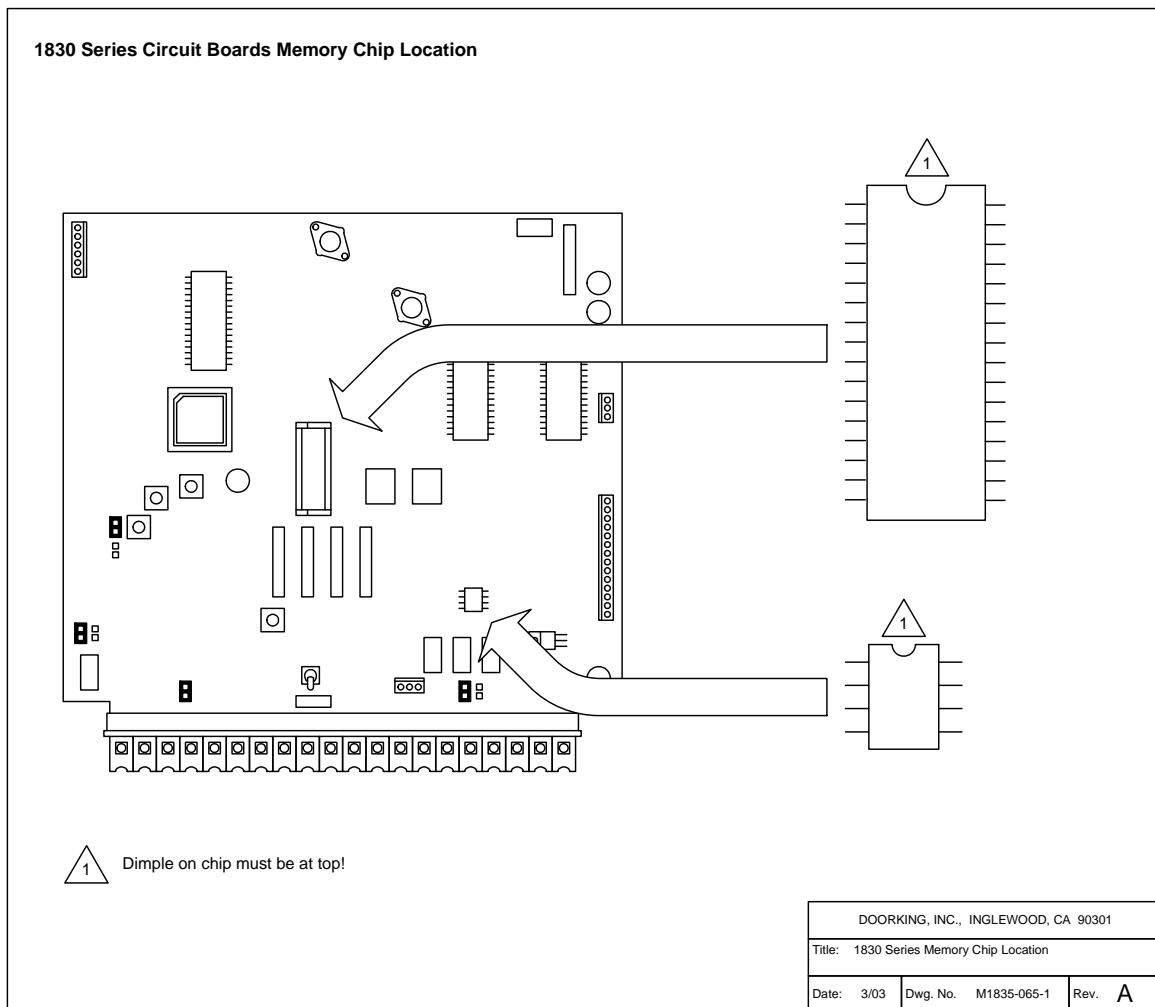 1830 Series Circuit Boards Memory Chip Location
1
1
1 Dimple on chip must be at top!
DOORKING, INC., INGLEWOOD, CA 90301
Title: 1830 Series Memory Chip Location
Date: 3/03 Dwg. No. M1835-065-1 Rev. A